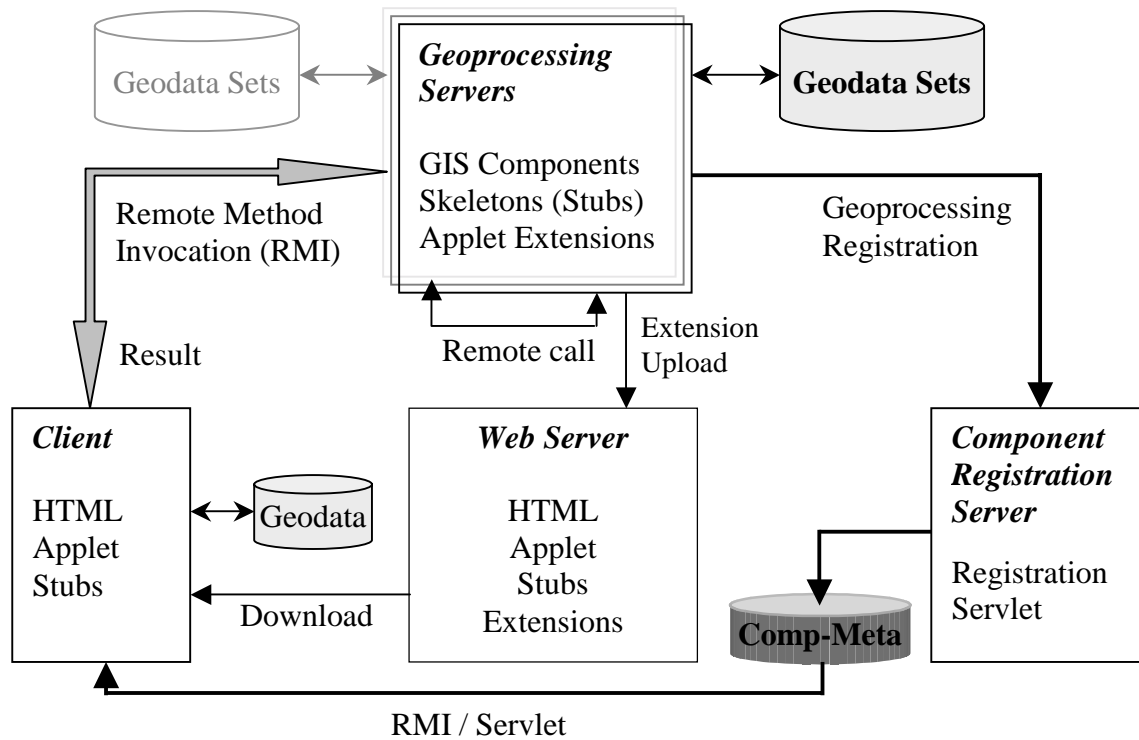 Geodata Sets
Geoprocessing
Servers
GIS Components
Skeletons (Stubs)
Applet Extensions
Geodata Sets
Remote Method
Invocation (RMI)
Geoprocessing
Registration
Result
Remote call
Extension
Upload
Client
HTML
Applet
Stubs
Geodata
Download
Web Server
HTML
Applet
Stubs
Extensions
Component
Registration
Server
Registration
Servlet
Comp-Meta
RMI / Servlet